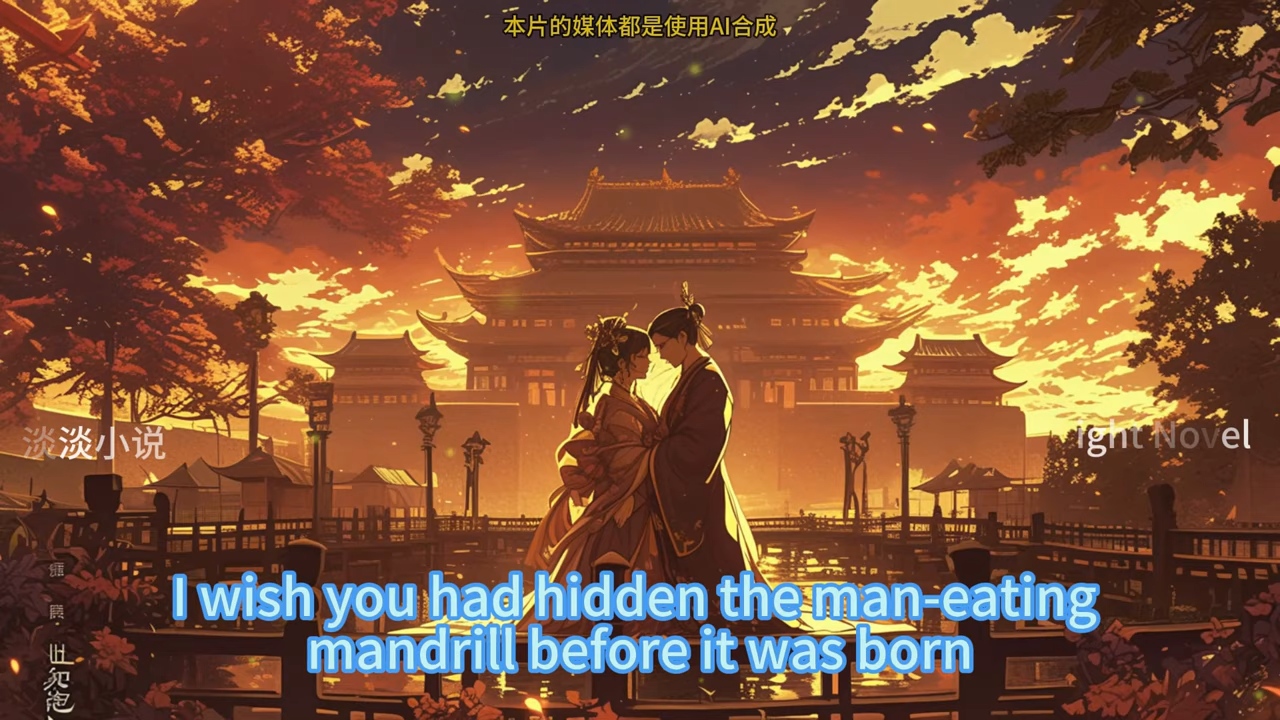 本片的媒体都是使用AI合成
淡淡小说
ight Novel
I wish you had hidden the man-eating
mandrill before it was born